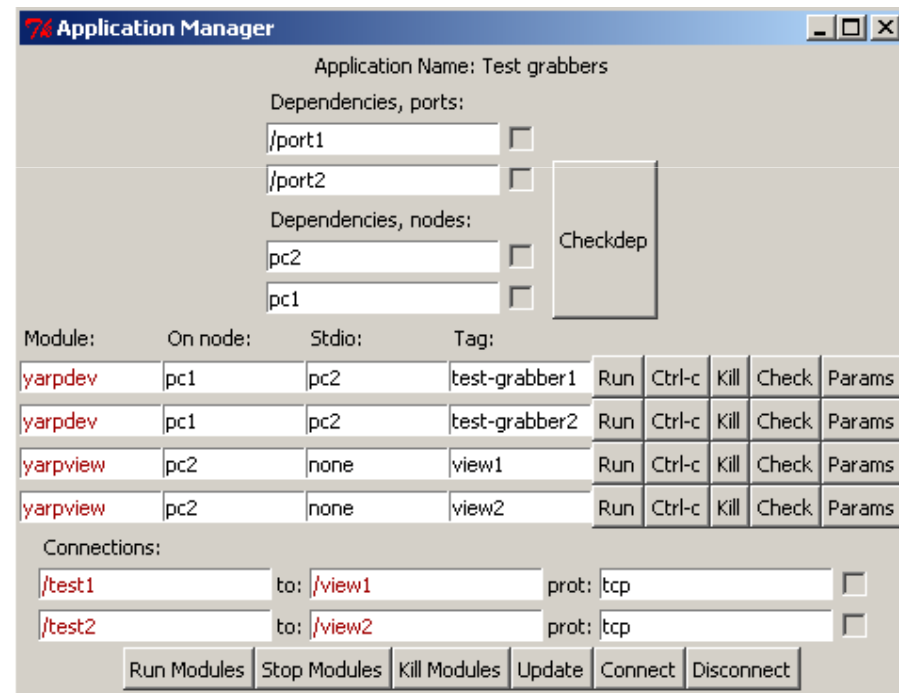 Application Manager
Application Name: Test grabbers
Dependencies, ports:
/port1
/port2
Dependencies, nodes:
pc2
Checkdep
pc1
Module: On node: Stdio: Tag:
yarpdev pc1 pc2 test-grabber1 Run Ctrl-c Kill Check Params
yarpdev pc1 pc2 test-grabber2 Run Ctrl-c Kill Check Params
yarpview pc2 none view1 Run Ctrl-c Kill Check Params
yarpview pc2 none view2 Run Ctrl-c Kill Check Params
Connections:
/test1 to: /view1 prot: tcp
/test2 to: /view2 prot: tcp
Run Modules Stop Modules Kill Modules Update Connect Disconnect